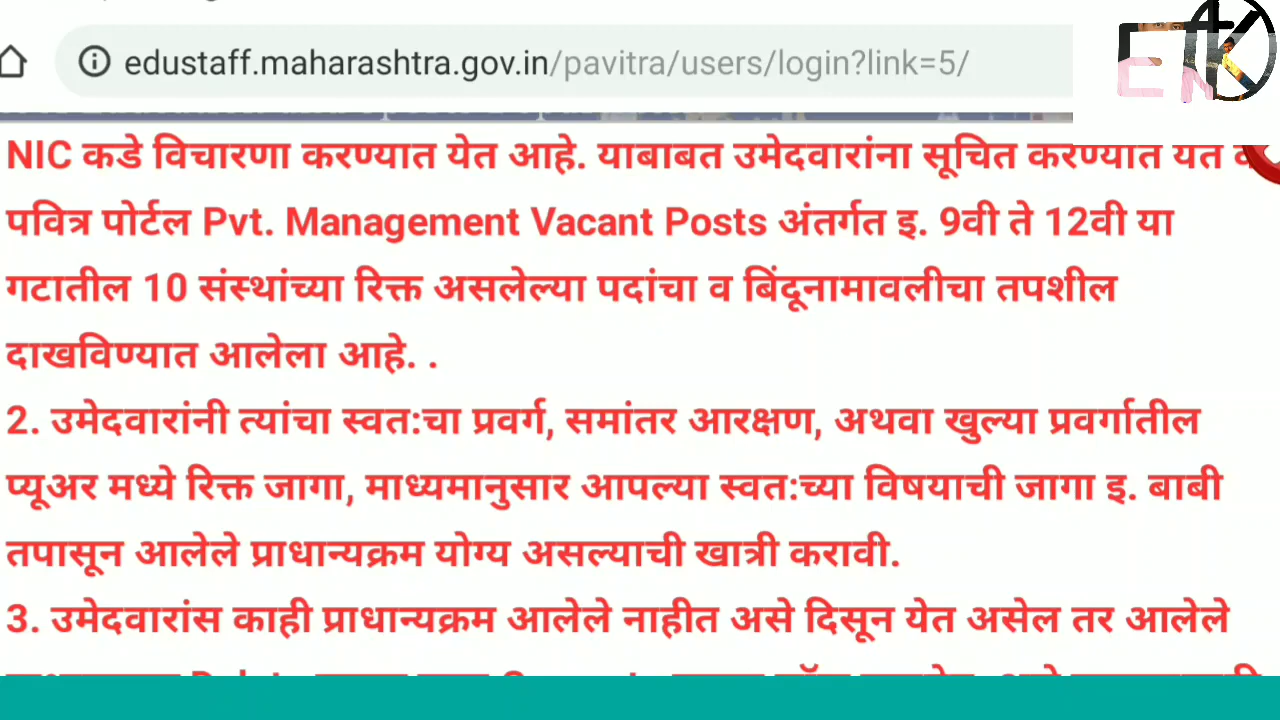 edustaff.maharashtra.gov.in/pavitra/users/login?link=5/
NIC कडे विचारणा करण्यात येत आहे. याबाबत उमेदवारांना सूचित करण्यात येत
पवित्र पोर्टल Pvt. Management Vacant Posts अंतर्गत इ. 9वी ते 12वी या
गटातील 10 संस्थांच्या रिक्त असलेल्या पदांचा व बिंदूनामावलीचा तपशील
दाखविण्यात आलेला आहे. .
2. उमेदवारांनी त्यांचा स्वत:चा प्रवर्ग, समांतर आरक्षण, अथवा खुल्या प्रवर्गातील
प्यूअर मध्ये रिक्त जागा, माध्यमानुसार आपल्या स्वत:च्या विषयाची जागा इ. बाबी
तपासून आलेले प्राधान्यक्रम योग्य असल्याची खात्री करावी.
3. उमेदवारांस काही प्राधान्यक्रम आलेले नाहीत असे दिसून येत असेल तर आलेले